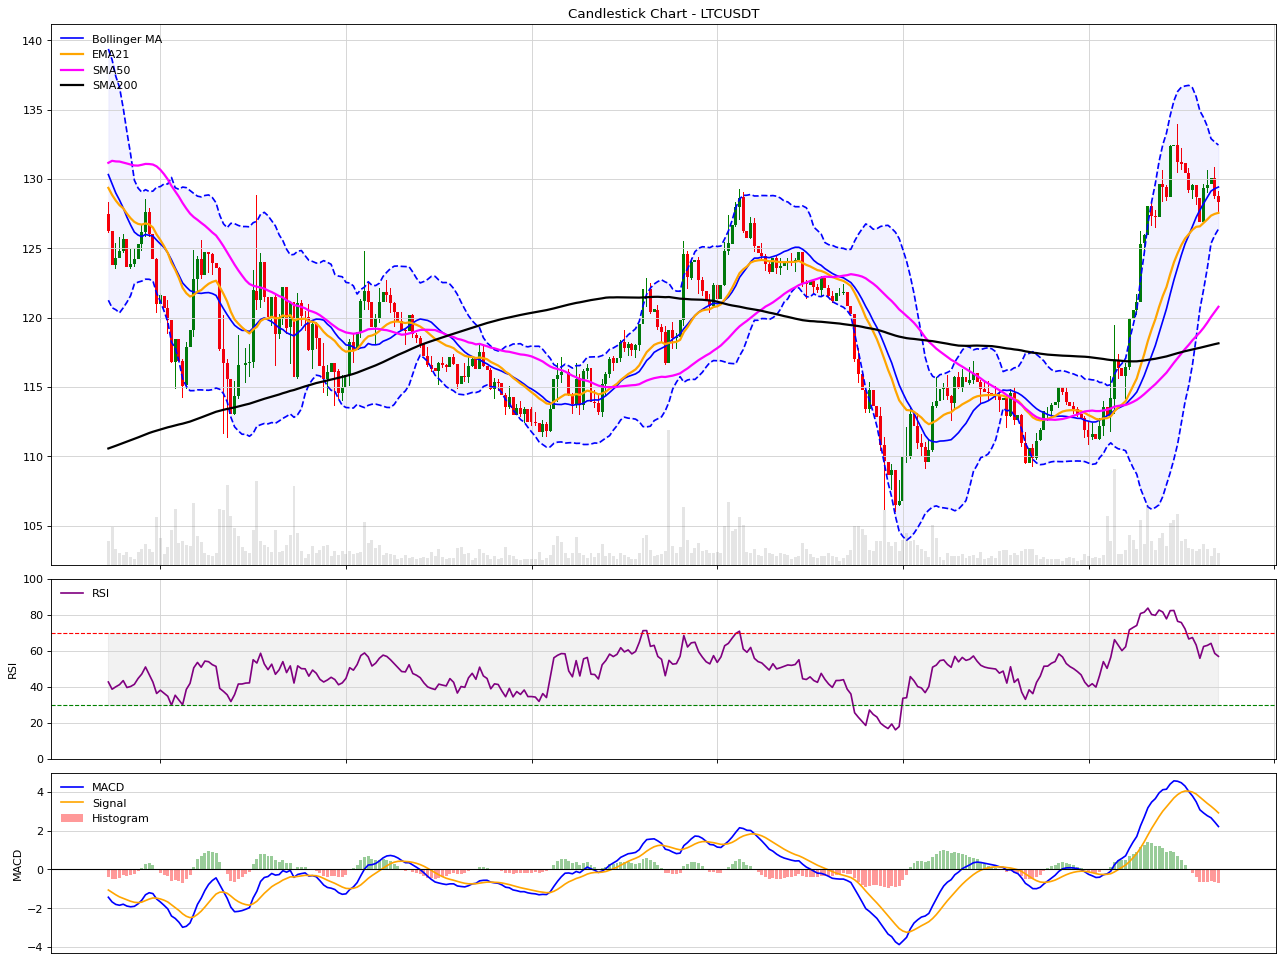 Candlestick Chart - LTCUSDT
Bollinger MA
EMA21
SMA50
SMA200
140
135
130
125
120
115
110
105
RSI
100
80
60
40
20
0
RSI
MACD
Signal
Histogram
4
2
0
−2
−4
MACD